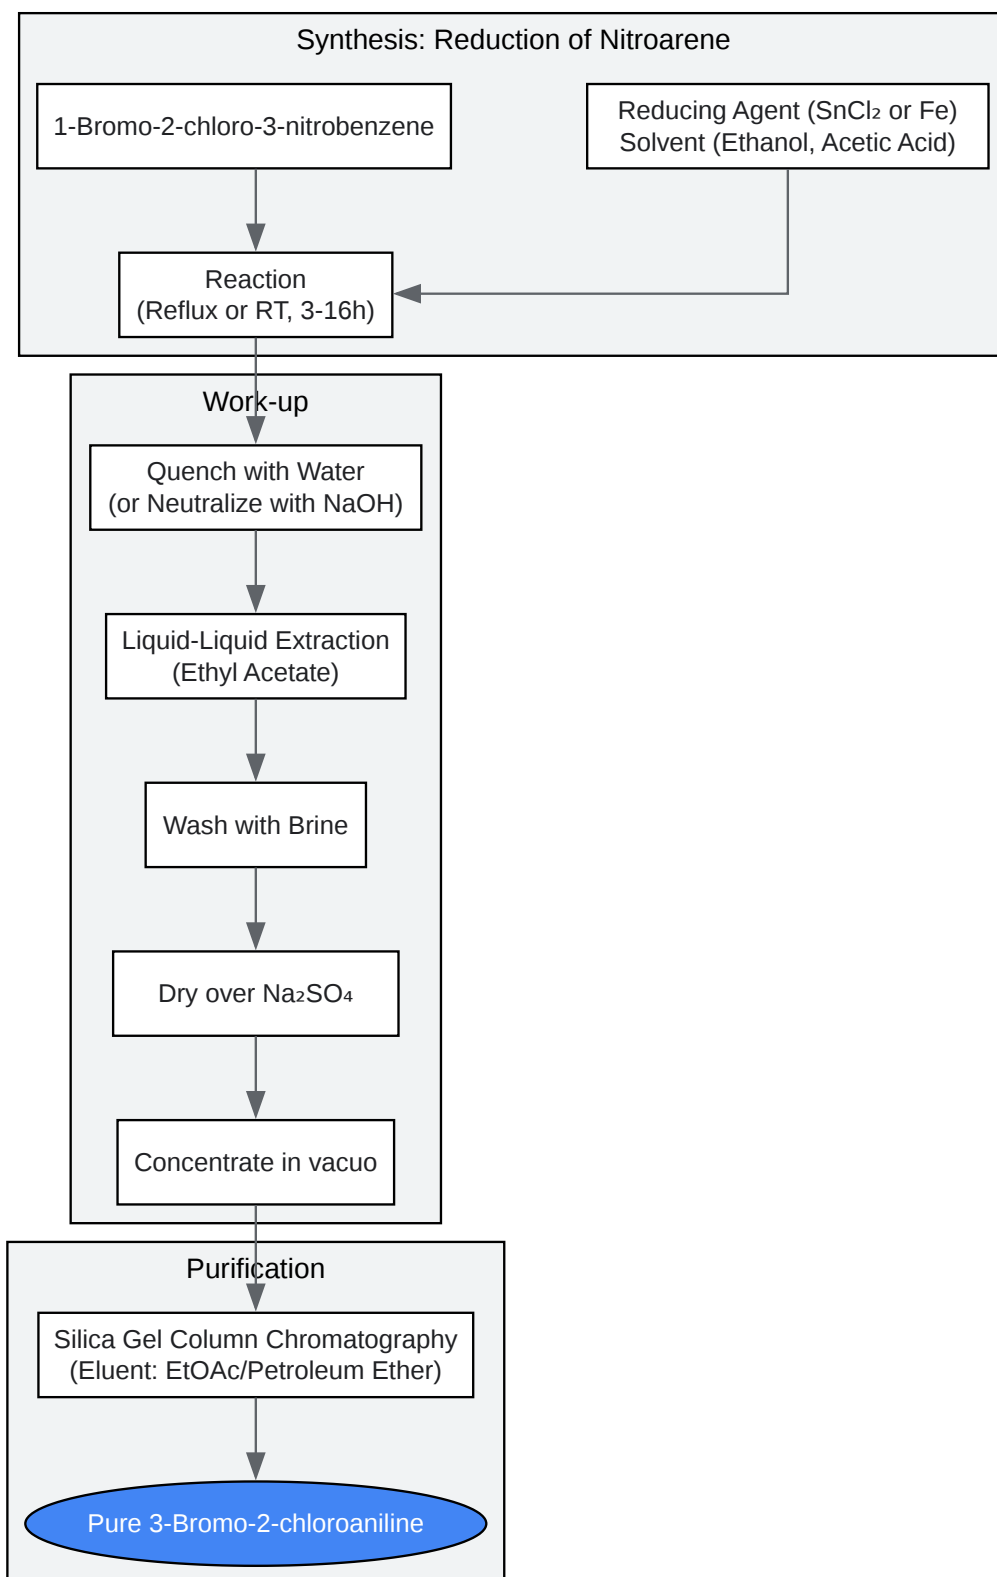 Synthesis: Reduction of Nitroarene
1-Bromo-2-chloro-3-nitrobenzene
Reducing Agent (SnCl₂ or Fe)
Solvent (Ethanol, Acetic Acid)
Reaction
(Reflux or RT, 3-16h)
Work-up
Quench with Water
(or Neutralize with NaOH)
Liquid-Liquid Extraction
(Ethyl Acetate)
Wash with Brine
Dry over Na₂SO₄
Concentrate in vacuo
Purification
Silica Gel Column Chromatography
(Eluent: EtOAc/Petroleum Ether)
Pure 3-Bromo-2-chloroaniline